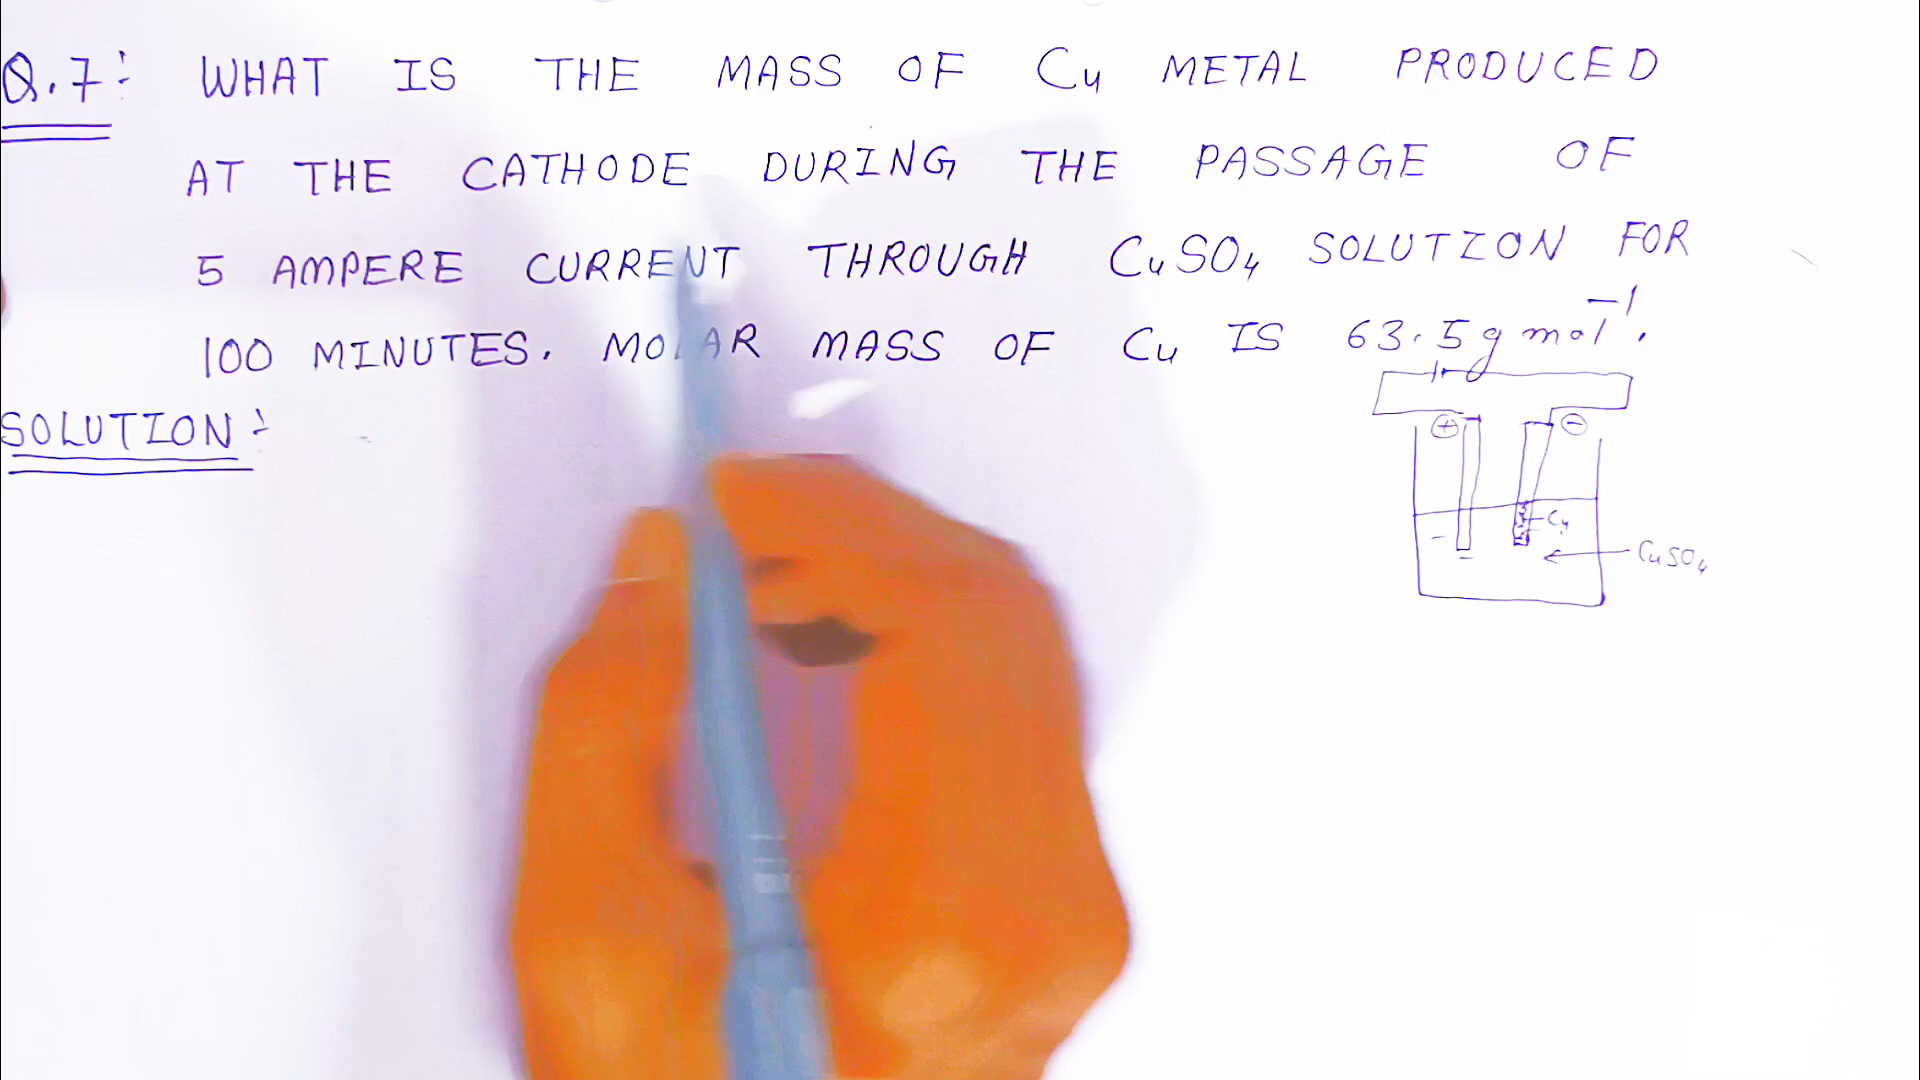 Q.7: WHAT IS THE MASS OF Cu METAL PRODUCED
AT THE CATHODE DURING THE PASSAGE OF
5 AMPERE CURRENT THROUGH CuSO4 SOLUTION FOR
100 MINUTES. MOLAR MASS OF Cu IS 63.5 g mol⁻¹.
SOLUTION:
+ −
Cu
CuSO4